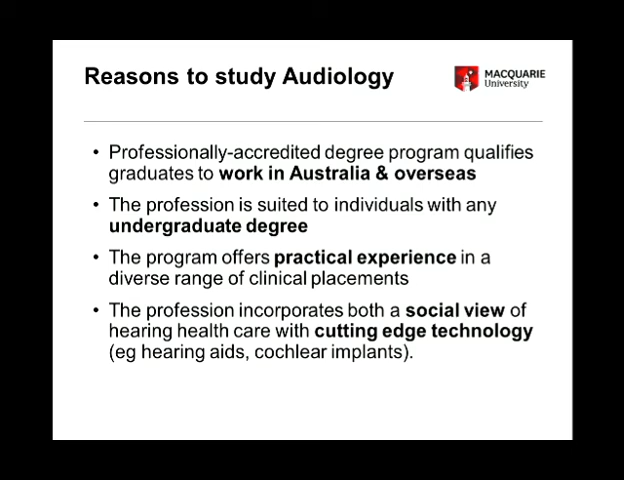 Reasons to study Audiology
MACQUARIE
University
• Professionally-accredited degree program qualifies
graduates to work in Australia & overseas
• The profession is suited to individuals with any
undergraduate degree
• The program offers practical experience in a
diverse range of clinical placements
• The profession incorporates both a social view of
hearing health care with cutting edge technology
(eg hearing aids, cochlear implants).